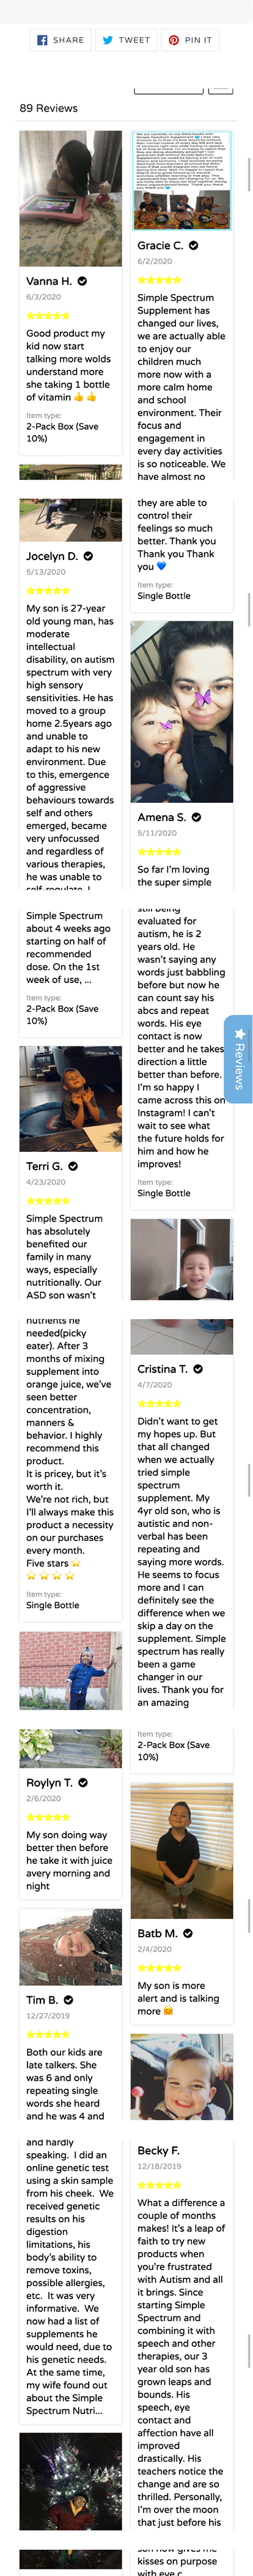 SHARE TWEET PIN IT
89 Reviews
Vanna H.
6/3/2020
Good product my
kid now start
talking more wolds
understand more
she taking 1 bottle
of vitamin 👍👍
Item type:
2-Pack Box (Save
10%)
Gracie C.
6/2/2020
Simple Spectrum
Supplement has
changed our lives,
we are actually able
to enjoy our
children much
more now with a
more calm home
and school
environment. Their
focus and
engagement in
every day activities
is so noticeable. We
have almost no
they are able to
control their
feelings so much
better. Thank you
Thank you Thank
you 💙
Item type:
Single Bottle
Jocelyn D.
5/13/2020
My son is 27-year
old young man, has
moderate
intellectual
disability, on autism
spectrum with very
high sensory
sensitivities. He has
moved to a group
home 2.5years ago
and unable to
adapt to his new
environment. Due
to this, emergence
of aggressive
behaviours towards
self and others
emerged, became
very unfocussed
and regardless of
various therapies,
he was unable to
self-regulate. I
Simple Spectrum
about 4 weeks ago
starting on half of
recommended
dose. On the 1st
week of use, ...
Item type:
2-Pack Box (Save
10%)
Amena S.
5/11/2020
So far I'm loving
the super simple
still being
evaluated for
autism, he is 2
years old. He
wasn't saying any
words just babbling
before but now he
can count say his
abcs and repeat
words. His eye
contact is now
better and he takes
direction a little
better than before.
I'm so happy I
came across this on
Instagram! I can't
wait to see what
the future holds for
him and how he
improves!
Item type:
Single Bottle
★ Reviews
Terri G.
4/23/2020
Simple Spectrum
has absolutely
benefited our
family in many
ways, especially
nutritionally. Our
ASD son wasn't
nutrients he
needed(picky
eater). After 3
months of mixing
supplement into
orange juice, we've
seen better
concentration,
manners &
behavior. I highly
recommend this
product.
It is pricey, but it's
worth it.
We're not rich, but
I'll always make this
product a necessity
on our purchases
every month.
Five stars ⭐
⭐⭐⭐⭐
Item type:
Single Bottle
Cristina T.
4/7/2020
Didn't want to get
my hopes up. But
that all changed
when we actually
tried simple
spectrum
supplement. My
4yr old son, who is
autistic and non-
verbal has been
repeating and
saying more words.
He seems to focus
more and I can
definitely see the
difference when we
skip a day on the
supplement. Simple
spectrum has really
been a game
changer in our
lives. Thank you for
an amazing
Item type:
2-Pack Box (Save
10%)
Roylyn T.
2/6/2020
My son doing way
better then before
he take it with juice
avery morning and
night
Batb M.
2/4/2020
My son is more
alert and is talking
more 🤗
Tim B.
12/27/2019
Both our kids are
late talkers. She
was 6 and only
repeating single
words she heard
and he was 4 and
and hardly
speaking. I did an
online genetic test
using a skin sample
from his cheek. We
received genetic
results on his
digestion
limitations, his
body's ability to
remove toxins,
possible allergies,
etc. It was very
informative. We
now had a list of
supplements he
would need, due to
his genetic needs.
At the same time,
my wife found out
about the Simple
Spectrum Nutri...
Becky F.
12/18/2019
What a difference a
couple of months
makes! It's a leap of
faith to try new
products when
you're frustrated
with Autism and all
it brings. Since
starting Simple
Spectrum and
combining it with
speech and other
therapies, our 3
year old son has
grown leaps and
bounds. His
speech, eye
contact and
affection have all
improved
drastically. His
teachers notice the
change and are so
thrilled. Personally,
I'm over the moon
that just before his
son now gives me
kisses on purpose
with eye c